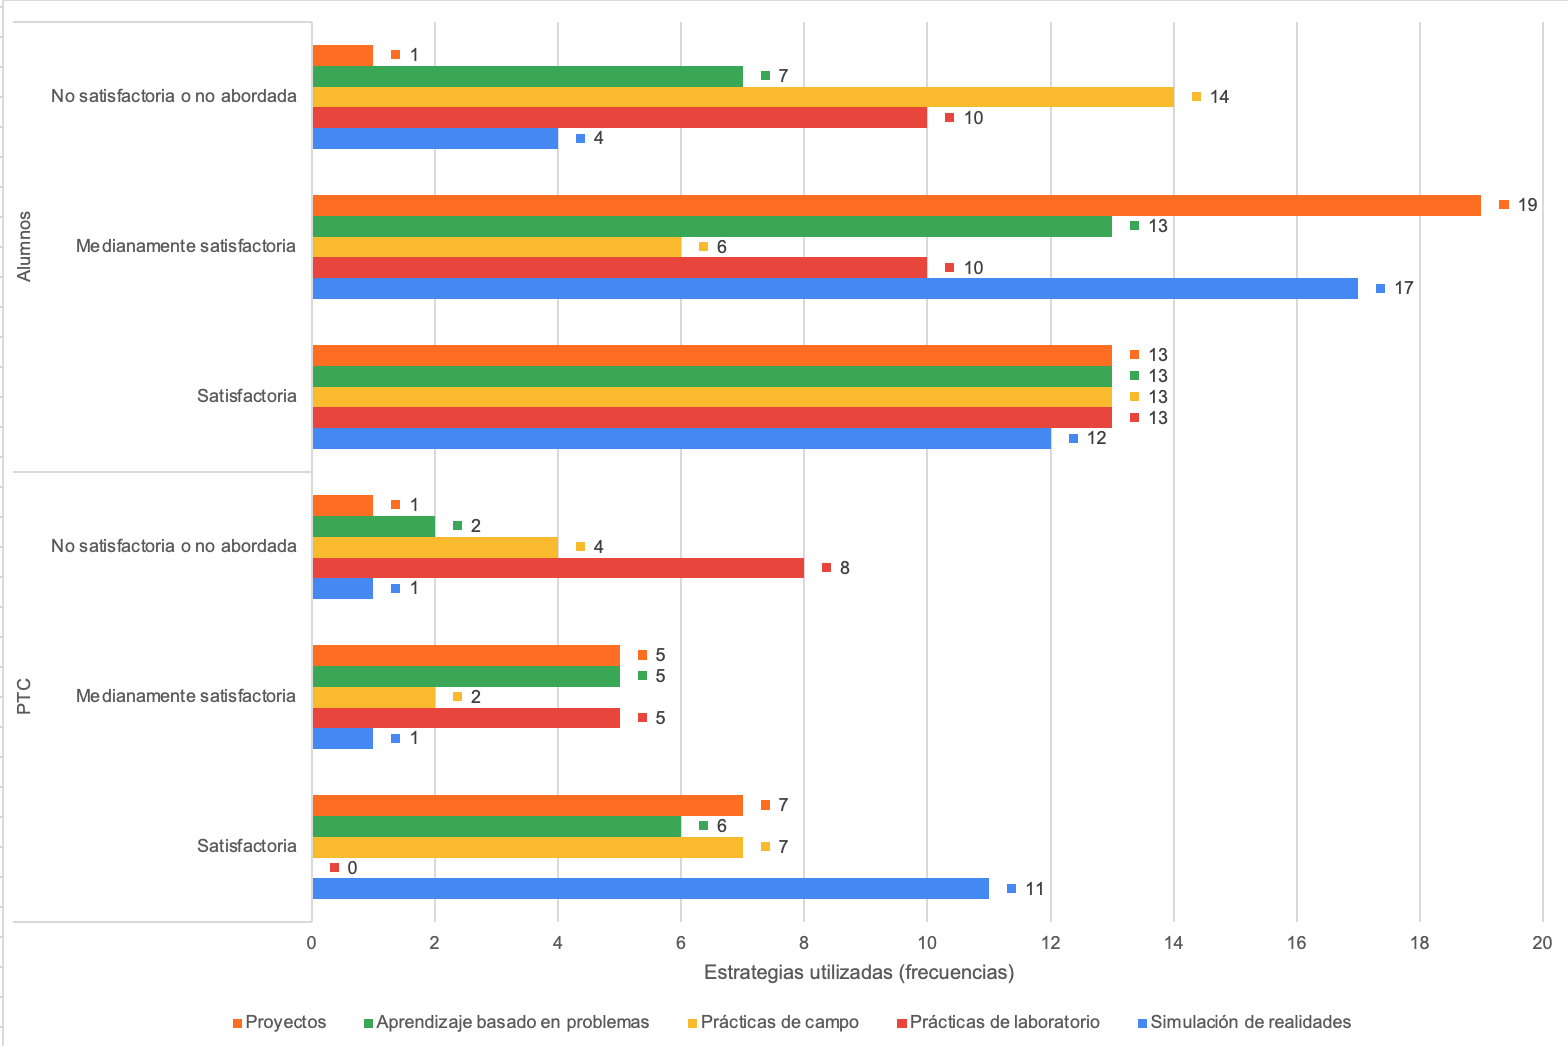 Alumnos
No satisfactoria o no abordada
1
7
14
10
4
Medianamente satisfactoria
19
13
6
10
17
Satisfactoria
13
13
13
13
12
PTC
No satisfactoria o no abordada
1
2
4
8
1
Medianamente satisfactoria
5
5
2
5
1
Satisfactoria
7
6
7
0
11
0 2 4 6 8 10 12 14 16 18 20
Estrategias utilizadas (frecuencias)
Proyectos Aprendizaje basado en problemas Prácticas de campo Prácticas de laboratorio Simulación de realidades